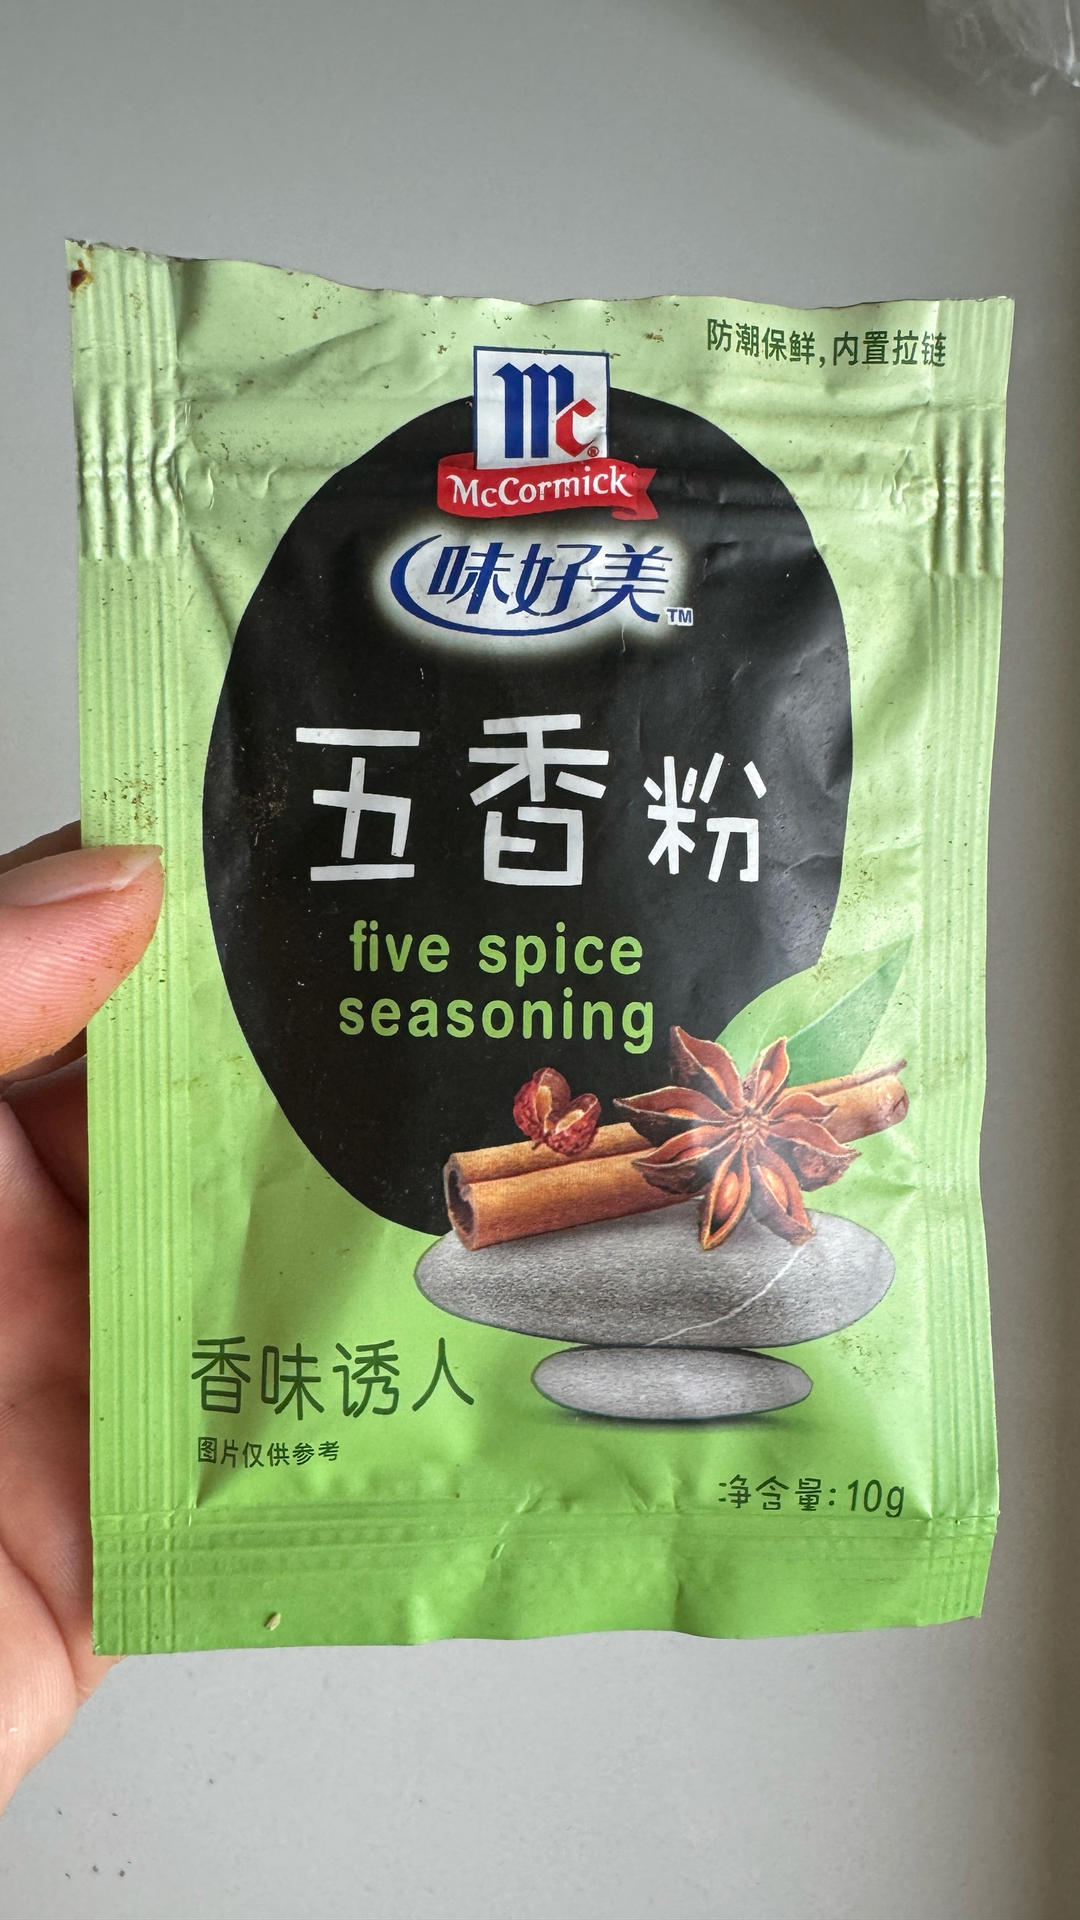 防潮保鲜,内置拉链
mc®
McCormick
味好美™
五香粉
five spice
seasoning
香味诱人
图片仅供参考
净含量:10g